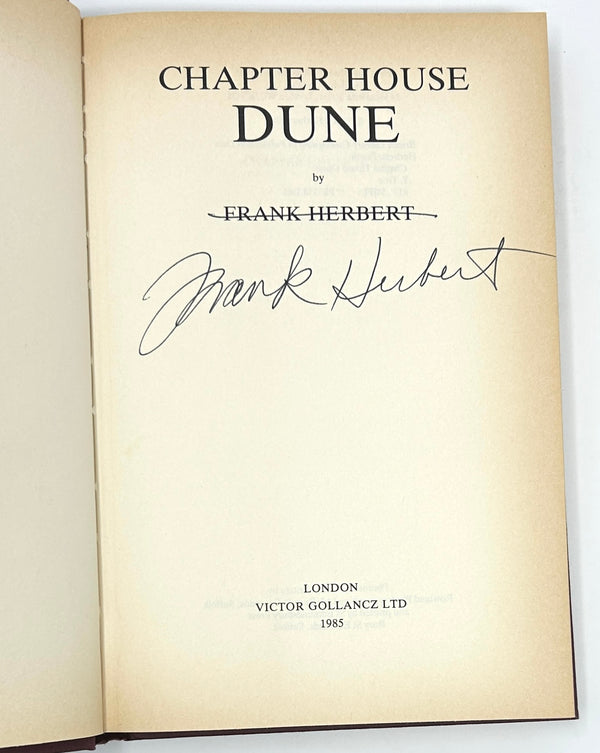 CHAPTER HOUSE
DUNE
by
FRANK HERBERT
Frank Herbert
LONDON
VICTOR GOLLANCZ LTD
1985